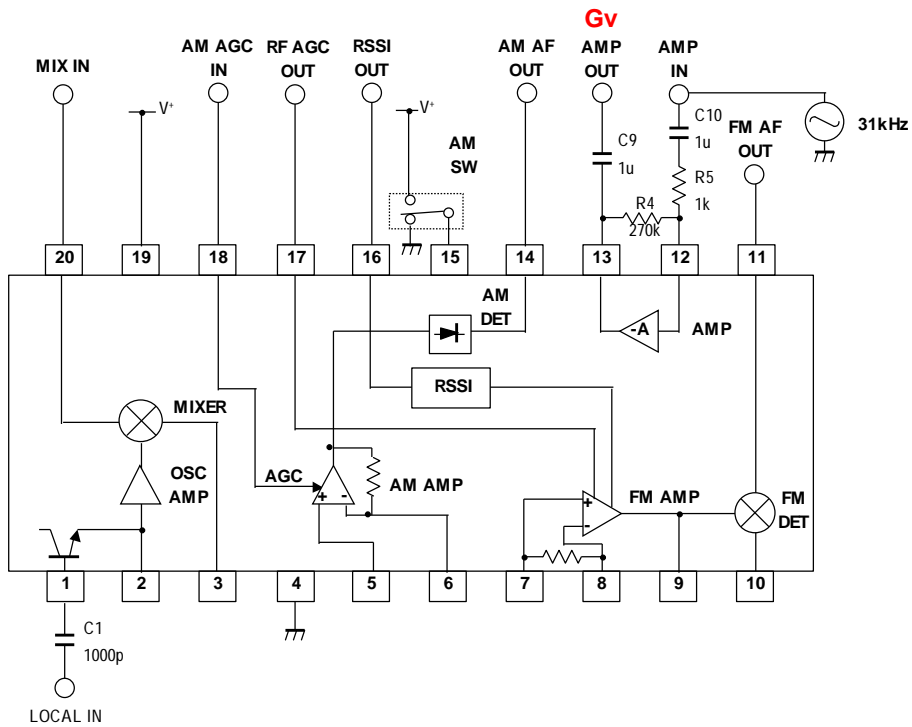 Gv
AM AGC IN
RF AGC OUT
RSSI OUT
AM AF OUT
AMP OUT
AMP IN
MIX IN
V+
V+
AM SW
C9
1u
C10
1u
FM AF OUT
31kHz
R5
1k
R4
270k
20
19
18
17
16
15
14
13
12
11
AM DET
-A
AMP
RSSI
MIXER
OSC AMP
AGC
+
-
AM AMP
+
-
FM AMP
FM DET
1
2
3
4
5
6
7
8
9
10
C1
1000p
LOCAL IN